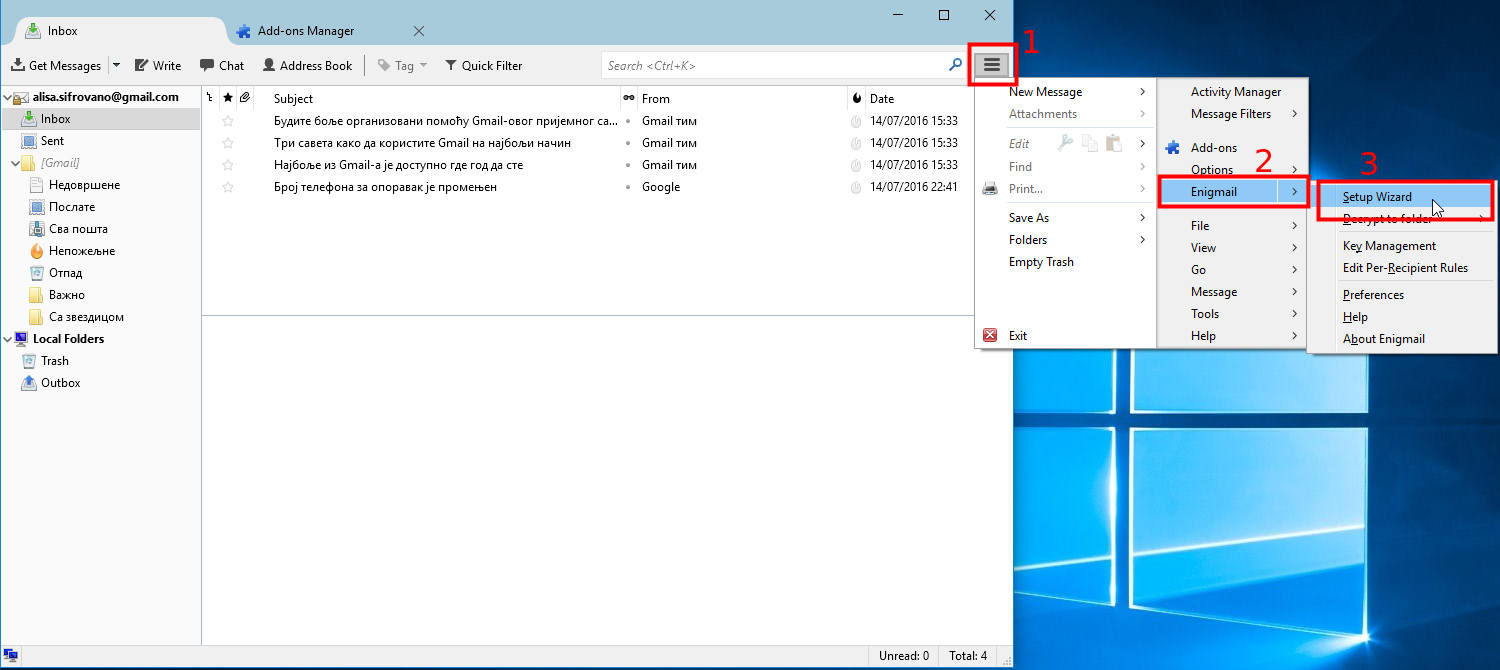 Inbox
Add-ons Manager
1
Get Messages
Write
Chat
Address Book
Tag
Quick Filter
Search <Ctrl+K>
alisa.sifrovano@gmail.com
Inbox
Sent
[Gmail]
Недовршене
Послате
Сва пошта
Непожељне
Отпад
Важно
Са звездицом
Local Folders
Trash
Outbox
Subject From Date
Будите боље организовани помоћу Gmail-овог пријемног са... Gmail тим 14/07/2016 15:33
Три савета како да користите Gmail на најбољи начин Gmail тим 14/07/2016 15:33
Најбоље из Gmail-а је доступно где год да сте Gmail тим 14/07/2016 15:33
Број телефона за опоравак је промењен Google 14/07/2016 22:41
New Message
Attachments
Edit
Find
Print...
Save As
Folders
Empty Trash
Exit
Activity Manager
Message Filters
Add-ons
Options
2
Enigmail
File
View
Go
Message
Tools
Help
3
Setup Wizard
Decrypt to folder
Key Management
Edit Per-Recipient Rules
Preferences
Help
About Enigmail
Unread: 0
Total: 4